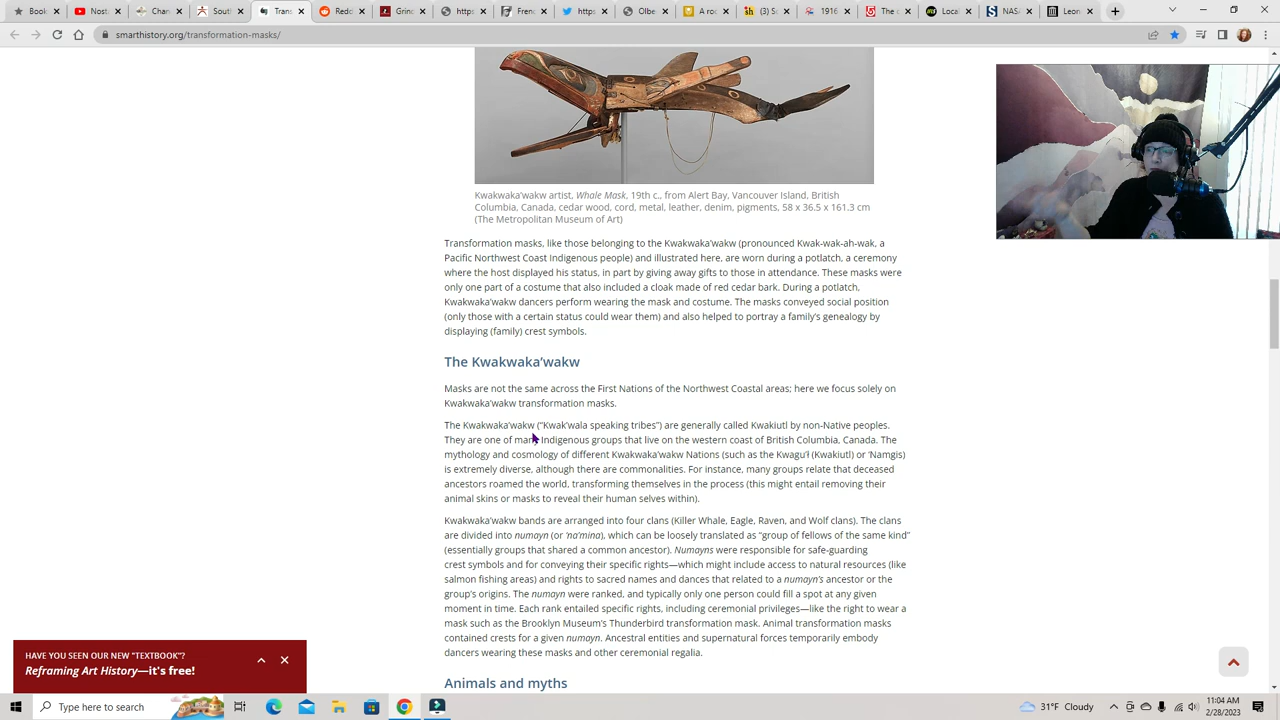 Book
Chan
South
Trans
Reddi
Grind
Twitt
https
Olbe
A roc
(3) S
1916
The c
Local
NASA
Leon
smarthistory.org/transformation-masks/
Kwakwaka'wakw artist, Whale Mask, 19th c., from Alert Bay, Vancouver Island, British
Columbia, Canada, cedar wood, cord, metal, leather, denim, pigments, 58 x 36.5 x 161.3 cm
(The Metropolitan Museum of Art)
Transformation masks, like those belonging to the Kwakwaka'wakw (pronounced Kwak-wak-ah-wak, a
Pacific Northwest Coast Indigenous people) and illustrated here, are worn during a potlatch, a ceremony
where the host displayed his status, in part by giving away gifts to those in attendance. These masks were
only one part of a costume that also included a cloak made of red cedar bark. During a potlatch,
Kwakwaka'wakw dancers perform wearing the mask and costume. The masks conveyed social position
(only those with a certain status could wear them) and also helped to portray a family's genealogy by
displaying (family) crest symbols.
The Kwakwaka'wakw
Masks are not the same across the First Nations of the Northwest Coastal areas; here we focus solely on
Kwakwaka'wakw transformation masks.
The Kwakwaka'wakw ("Kwak'wala speaking tribes") are generally called Kwakiutl by non-Native peoples.
They are one of many Indigenous groups that live on the western coast of British Columbia, Canada. The
mythology and cosmology of different Kwakwaka'wakw Nations (such as the Kwagu'ł (Kwakiutl) or 'Namgis)
is extremely diverse, although there are commonalities. For instance, many groups relate that deceased
ancestors roamed the world, transforming themselves in the process (this might entail removing their
animal skins or masks to reveal their human selves within).
Kwakwaka'wakw bands are arranged into four clans (Killer Whale, Eagle, Raven, and Wolf clans). The clans
are divided into numayn (or 'na'mina), which can be loosely translated as "group of fellows of the same kind"
(essentially groups that shared a common ancestor). Numayns were responsible for safe-guarding
crest symbols and for conveying their specific rights—which might include access to natural resources (like
salmon fishing areas) and rights to sacred names and dances that related to a numayn's ancestor or the
group's origins. The numayn were ranked, and typically only one person could fill a spot at any given
moment in time. Each rank entailed specific rights, including ceremonial privileges—like the right to wear a
mask such as the Brooklyn Museum's Thunderbird transformation mask. Animal transformation masks
contained crests for a given numayn. Ancestral entities and supernatural forces temporarily embody
dancers wearing these masks and other ceremonial regalia.
Animals and myths
HAVE YOU SEEN OUR NEW "TEXTBOOK"?
Reframing Art History—it's free!
Type here to search
31°F Cloudy
11:04 AM
2/28/2023